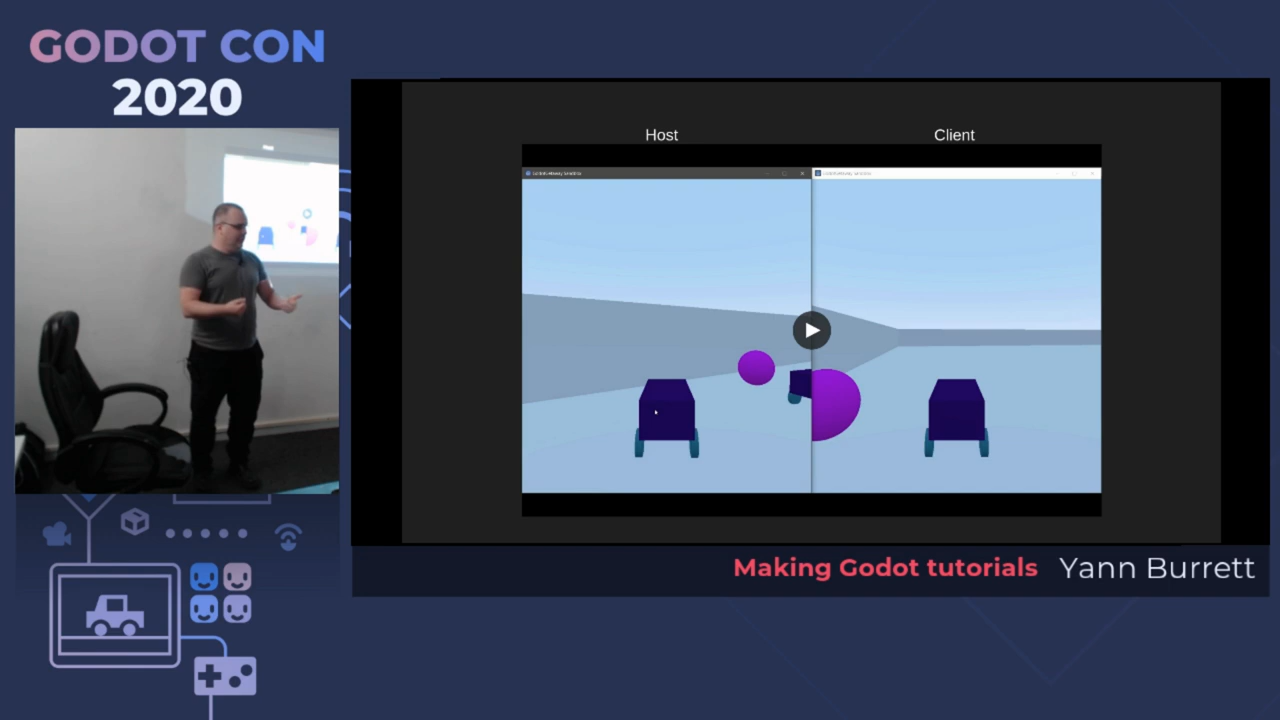 GODOT CON
2020
Host
Client
Making Godot tutorials
Yann Burrett